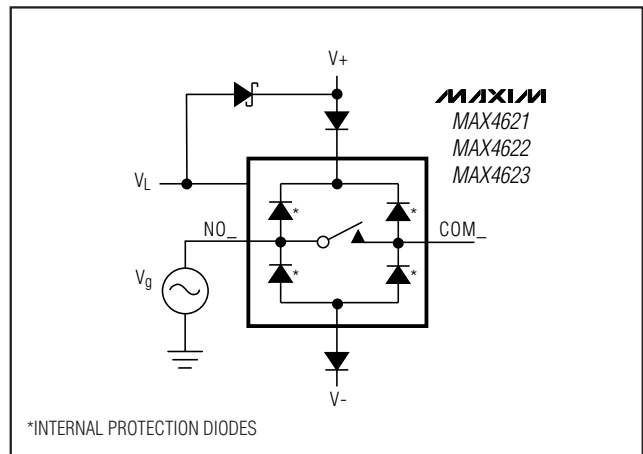 V+
MAXIM
MAX4621
MAX4622
MAX4623
VL
*
*
NO_
COM_
Vg
*
*
V-
*INTERNAL PROTECTION DIODES